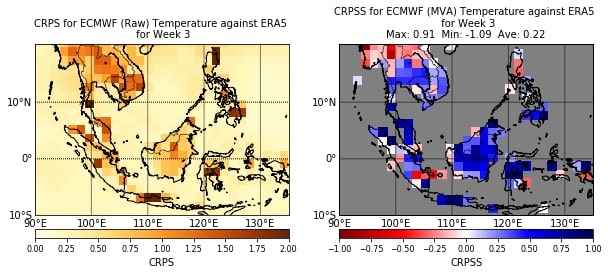 CRPS for ECMWF (Raw) Temperature against ERA5
for Week 3
10°N
0°
10°S
90°E
100°E
110°E
120°E
130°E
0.00
0.25
0.50
0.75
1.00
1.25
1.50
1.75
2.00
CRPS
CRPSS for ECMWF (MVA) Temperature against ERA5
for Week 3
Max: 0.91 Min: -1.09 Ave: 0.22
10°N
0°
10°S
90°E
100°E
110°E
120°E
130°E
−1.00
−0.75
−0.50
−0.25
0.00
0.25
0.50
0.75
1.00
CRPSS